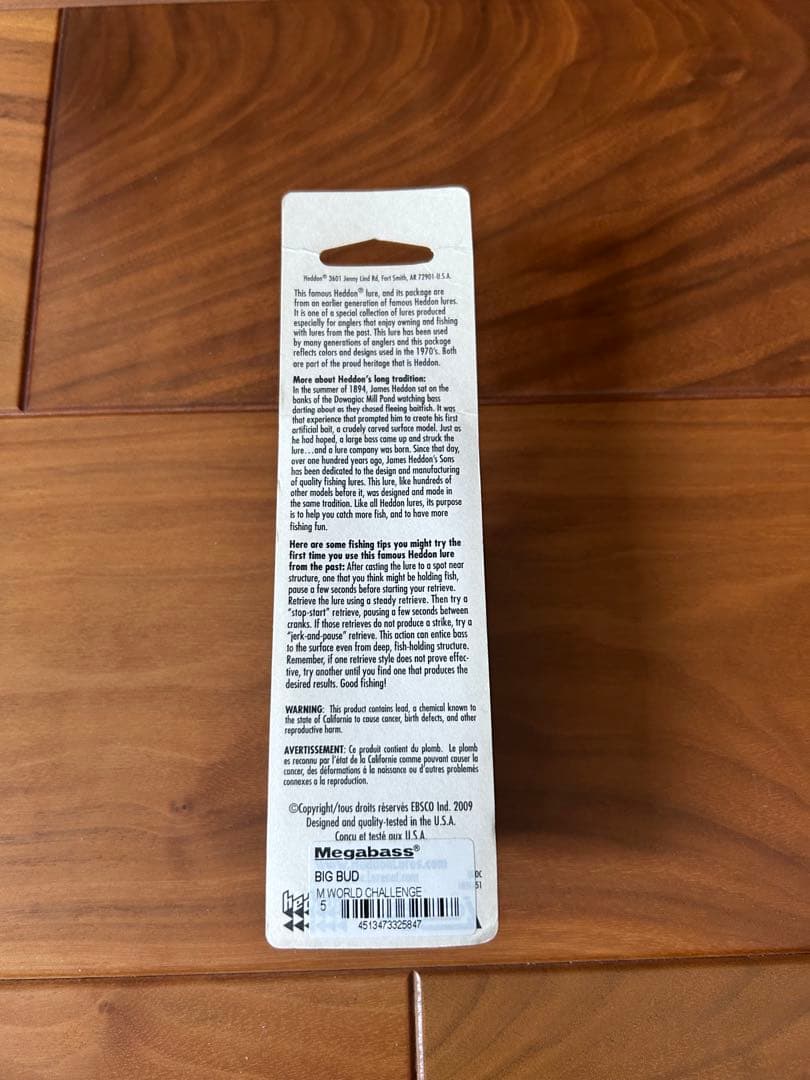 Heddon® 3601 Jenny Lind Rd, Fort Smith, AR 72901-U.S.A.
This famous Heddon® lure, and its package are
from an earlier generation of famous Heddon lures.
It is one of a special collection of lures produced
especially for anglers that enjoy owning and fishing
with lures from the past. This lure has been used
by many generations of anglers and this package
reflects colors and designs used in the 1970's. Both
are part of the proud heritage that is Heddon.
More about Heddon's long tradition:
In the summer of 1894, James Heddon sat on the
banks of the Dowagiac Mill Pond watching bass
darting about as they chased fleeing baitfish. It was
that experience that prompted him to create his first
artificial bait, a crudely carved surface model. Just as
he had hoped, a large bass came up and struck the
lure...and a lure company was born. Since that day,
over one hundred years ago, James Heddon's Sons
has been dedicated to the design and manufacturing
of quality fishing lures. This lure, like hundreds of
other models before it, was designed and made in
the same tradition. Like all Heddon lures, its purpose
is to help you catch more fish, and to have more
fishing fun.
Here are some fishing tips you might try the
first time you use this famous Heddon lure
from the past: After casting the lure to a spot near
structure, one that you think might be holding fish,
pause a few seconds before starting your retrieve.
Retrieve the lure using a steady retrieve. Then try a
"stop-start" retrieve, pausing a few seconds between
cranks. If those retrieves do not produce a strike, try a
"jerk-and-pause" retrieve. This action can entice bass
to the surface even from deep, fish-holding structure.
Remember, if one retrieve style does not prove effec-
tive, try another until you find one that produces the
desired results. Good fishing!
WARNING: This product contains lead, a chemical known to
the state of California to cause cancer, birth defects, and other
reproductive harm.
AVERTISSEMENT: Ce produit contient du plomb. Le plomb
es reconnu par l'état de la Californie comme pouvant causer la
cancer, des déformations à la naissance ou d'autres problemès
connexes a la reproduction.
©Copyright/tous droits réservés EBSCO Ind. 2009
Designed and quality-tested in the U.S.A.
Conçu et testé aux U.S.A.
Megabass®
BIG BUD
M WORLD CHALLENGE
5
4513473325847